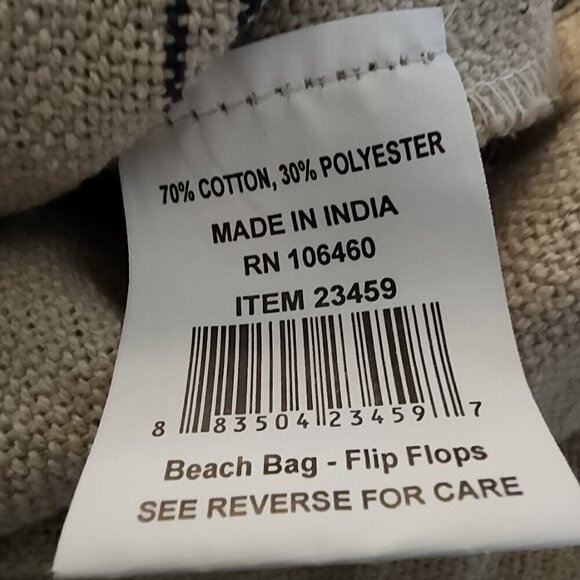 70% COTTON, 30% POLYESTER
MADE IN INDIA
RN 106460
ITEM 23459
8 83504 23459 7
Beach Bag - Flip Flops
SEE REVERSE FOR CARE